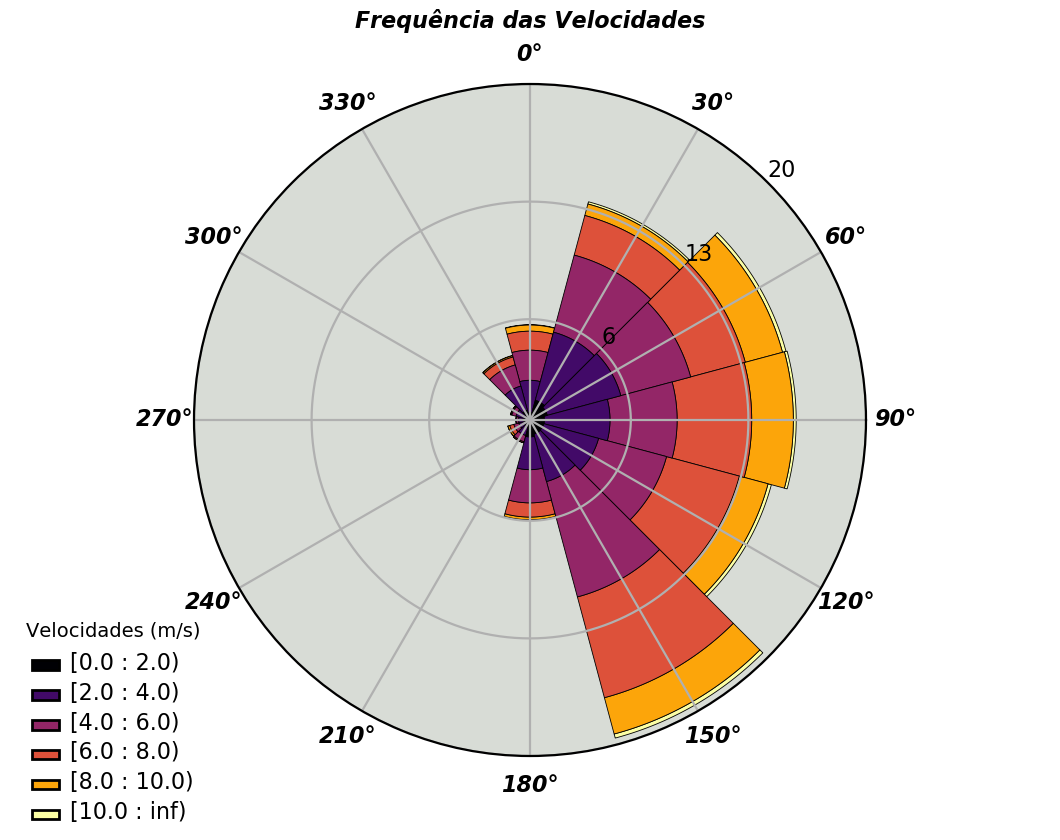 Frequência das Velocidades
0°
330°
30°
20
300°
60°
13
6
270°
90°
240°
120°
210°
150°
180°
Velocidades (m/s)
[0.0 : 2.0)
[2.0 : 4.0)
[4.0 : 6.0)
[6.0 : 8.0)
[8.0 : 10.0)
[10.0 : inf)